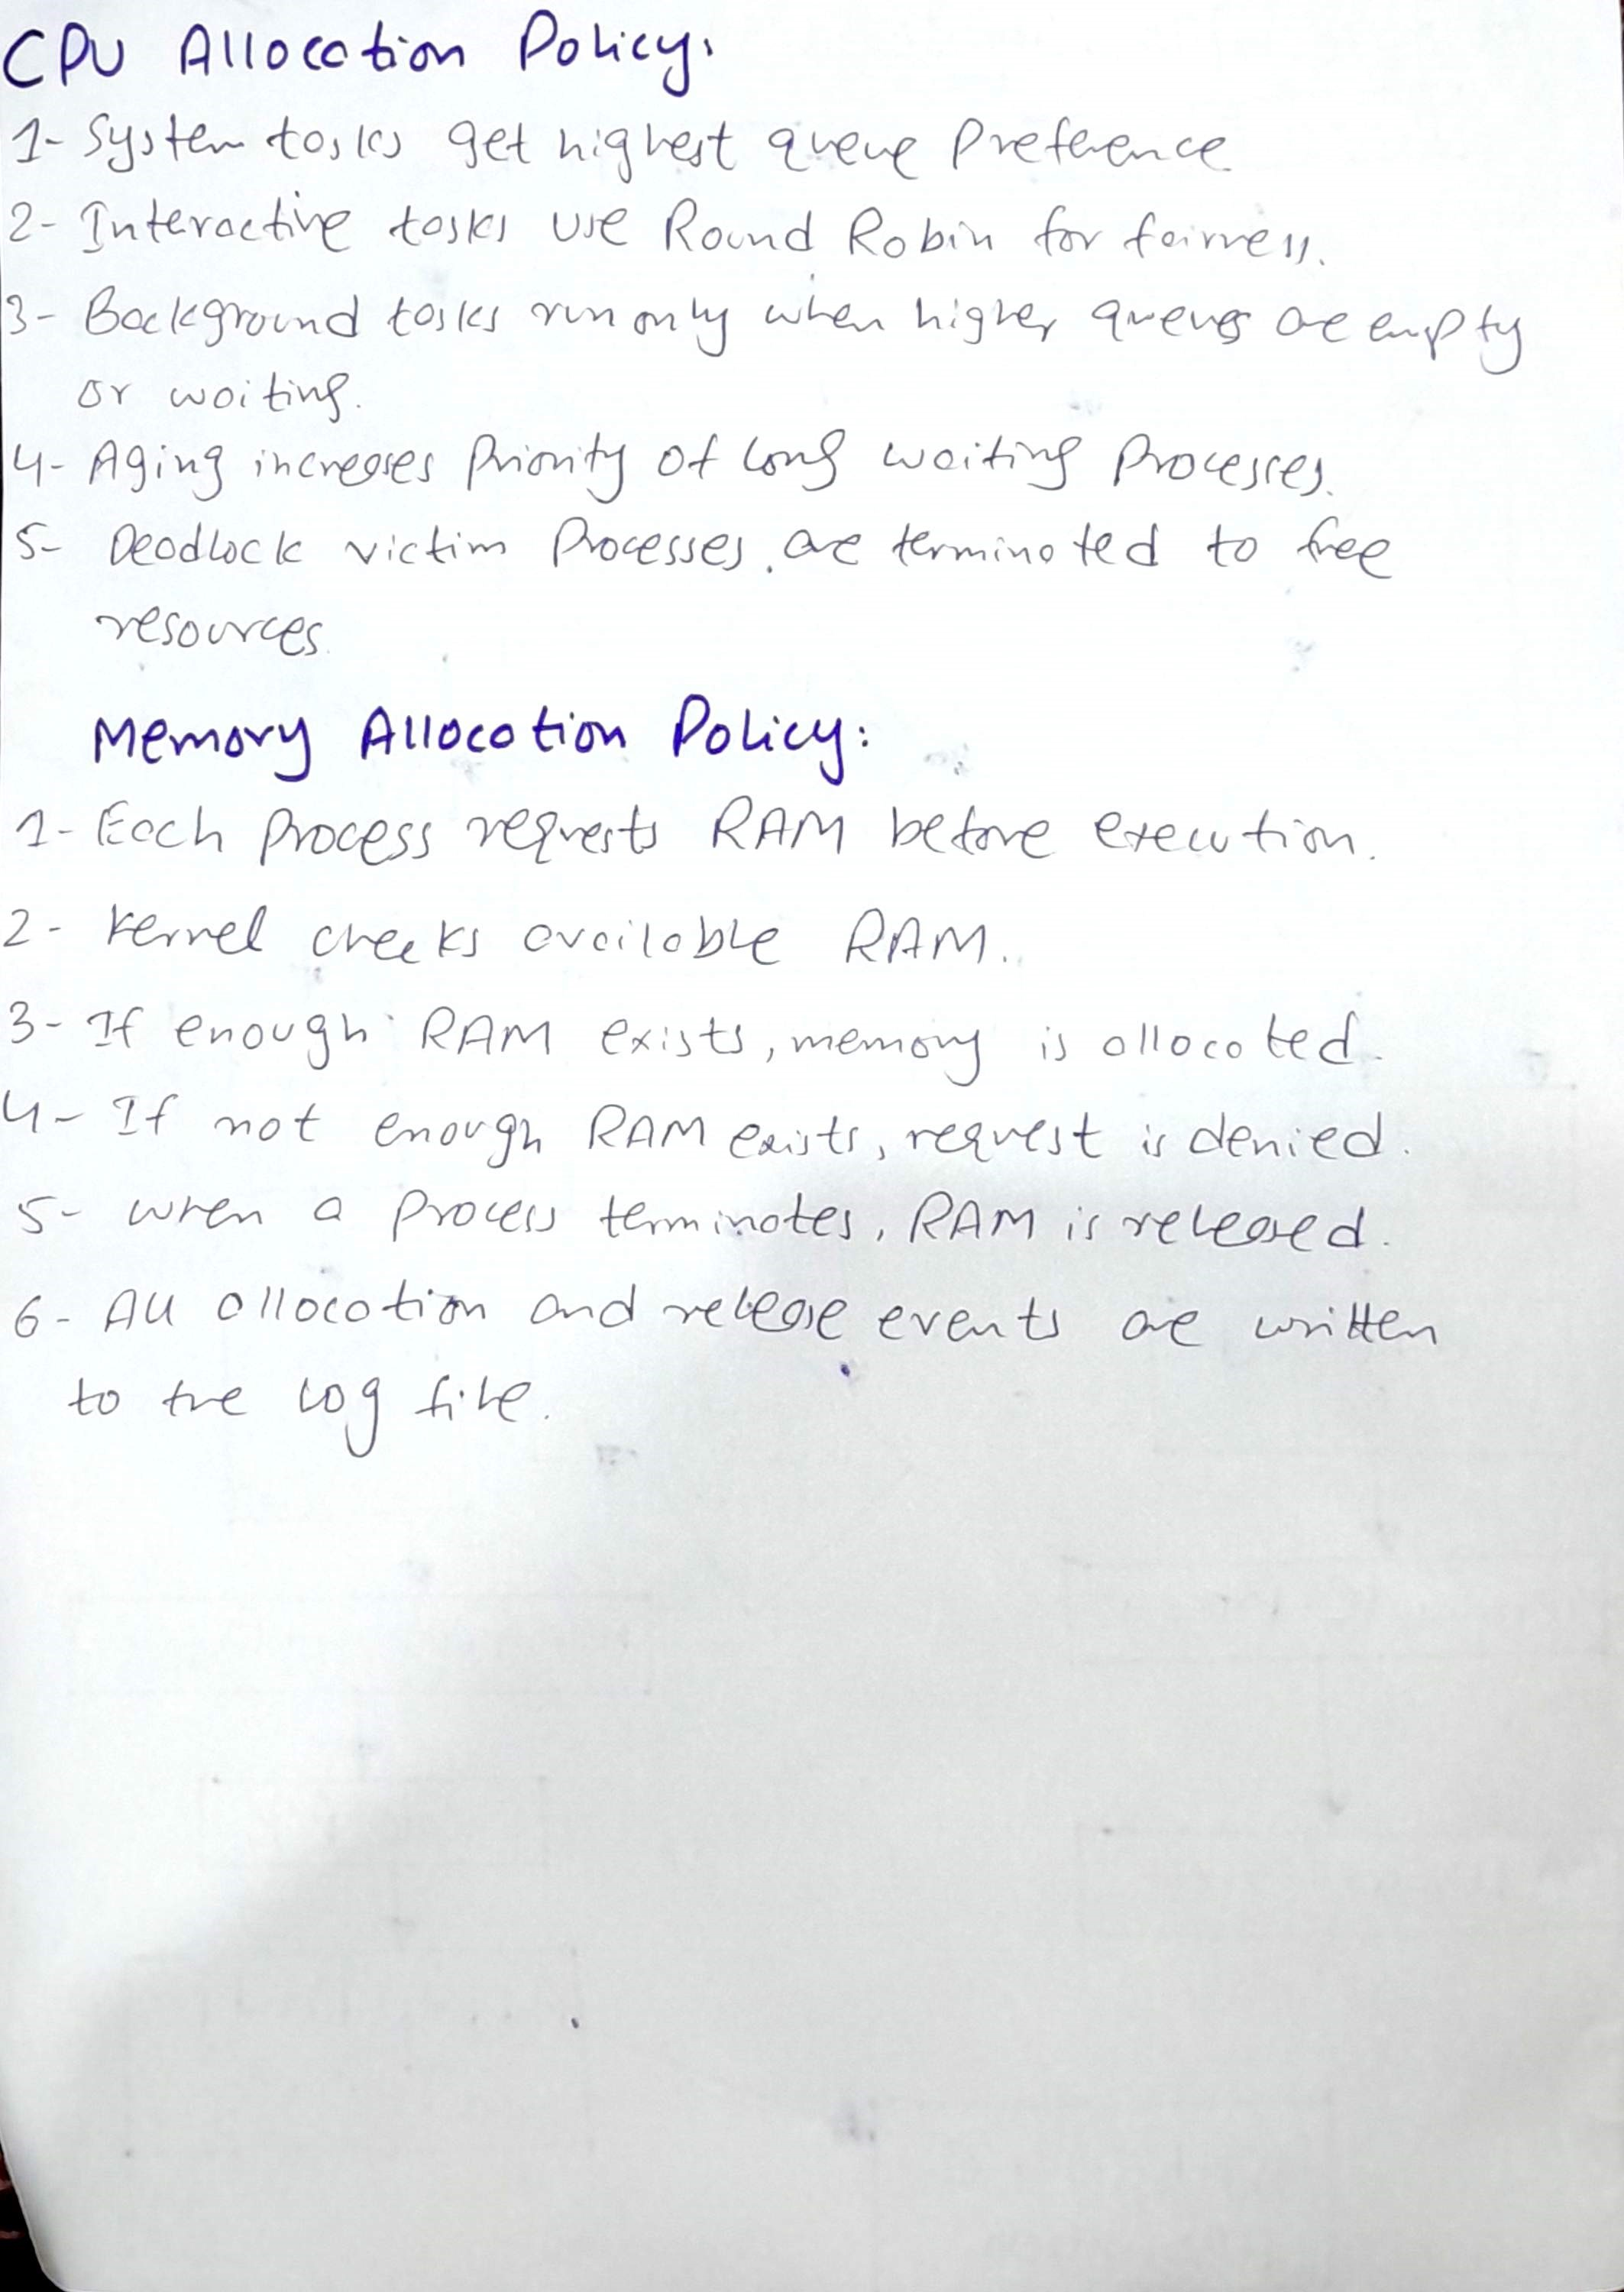 CPU Allocation Policy:
1- System tasks get highest queue Preference
2- Interactive tasks use Round Robin for fairness.
3- Background tasks run only when higher queues are empty
or waiting.
4- Aging increases Priority of long waiting Processes.
5- Deadlock victim Processes are terminated to free
resources.
Memory Allocation Policy:
1- Each process requests RAM before execution.
2- Kernel checks available RAM.
3- If enough RAM exists, memory is allocated.
4- If not enough RAM exists, request is denied.
5- when a Process terminates, RAM is released.
6- All allocation and release events are written
to the log file.